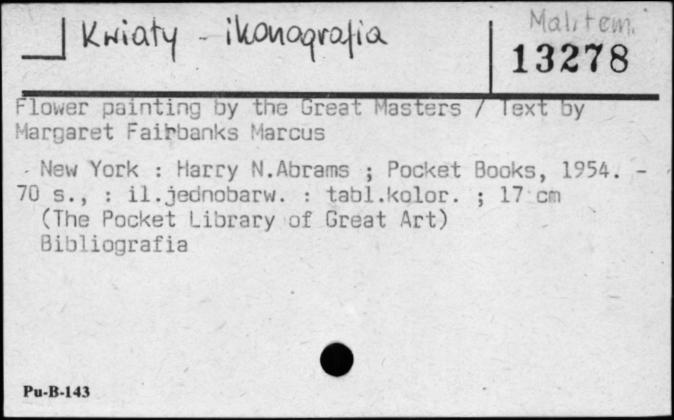 Kwiaty - ikonografia
Mal. tem.
13278
Flower painting by the Great Masters / Text by
Margaret Fairbanks Marcus
- New York : Harry N.Abrams ; Pocket Books, 1954. -
70 s., : il.jednobarw. : tabl.kolor. ; 17 cm
(The Pocket Library of Great Art)
Bibliografia
Pu-B-143